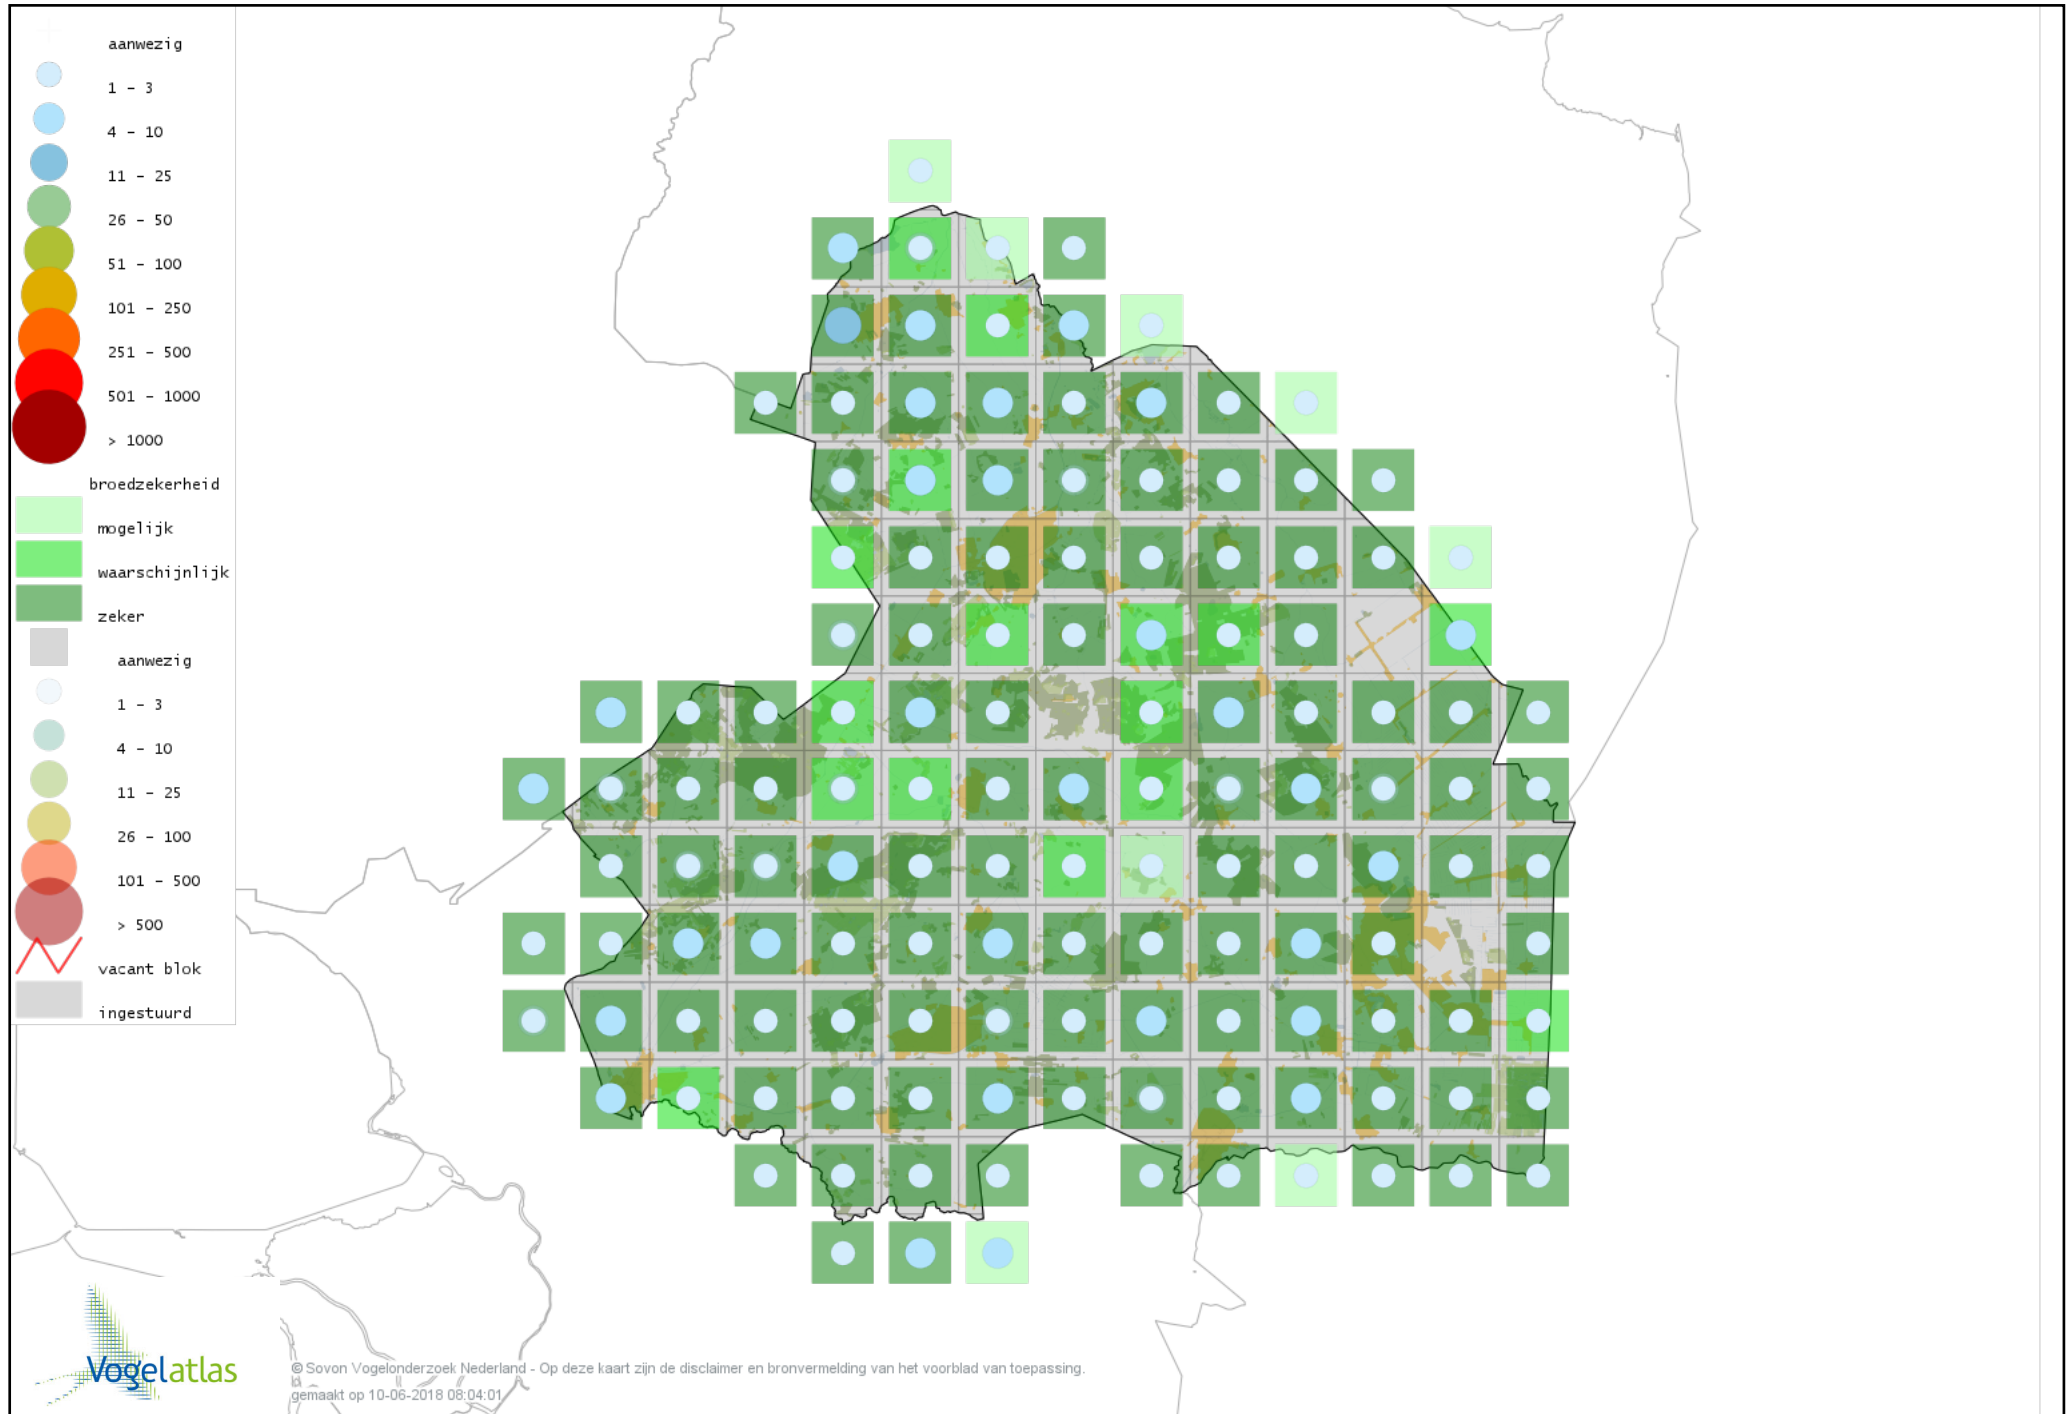 aanwezig
1 - 3
4 - 10
11 - 25
26 - 50
51 - 100
101 - 250
251 - 500
501 - 1000
> 1000
broedzekerheid
mogelijk
waarschijnlijk
zeker
aanwezig
1 - 3
4 - 10
11 - 25
26 - 100
101 - 500
> 500
vacant blok
ingestuurd
Vogelatlas
© Sovon Vogelonderzoek Nederland - Op deze kaart zijn de disclaimer en bronvermelding van het voorblad van toepassing.
gemaakt op 10-06-2018 08:04:01